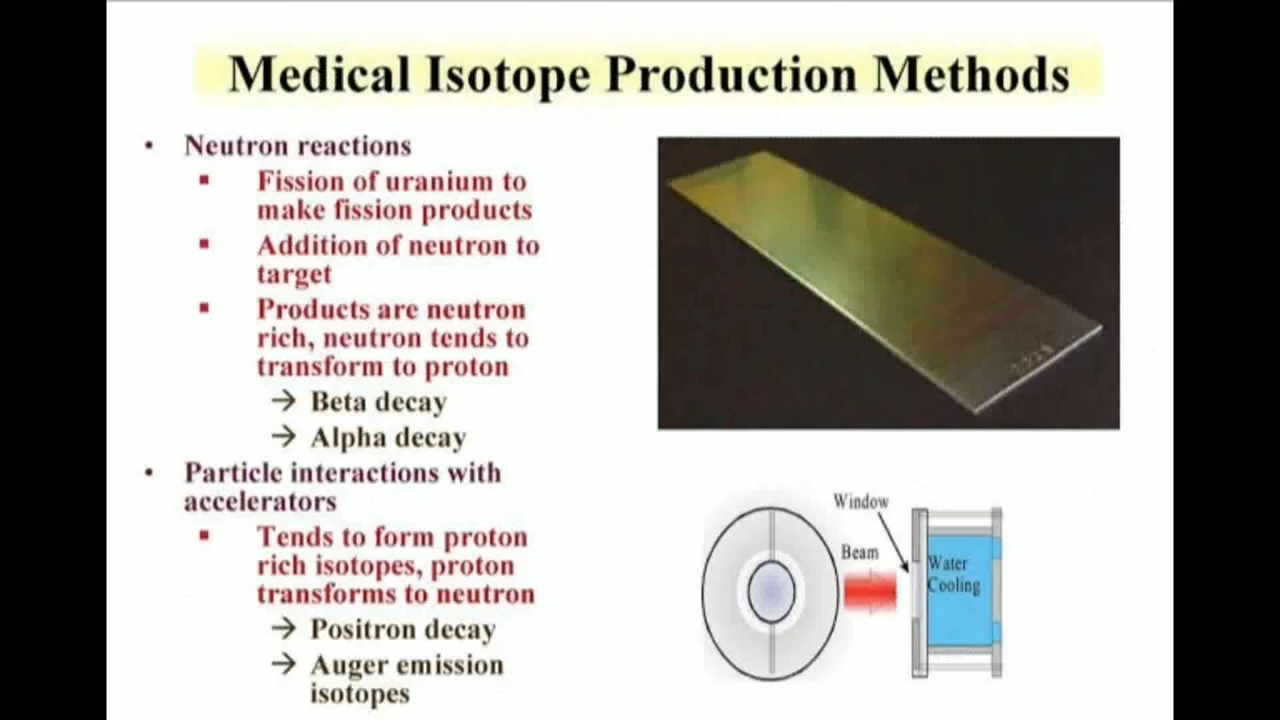 Medical Isotope Production Methods
• Neutron reactions
▪ Fission of uranium to
make fission products
▪ Addition of neutron to
target
▪ Products are neutron
rich, neutron tends to
transform to proton
→ Beta decay
→ Alpha decay
• Particle interactions with
accelerators
▪ Tends to form proton
rich isotopes, proton
transforms to neutron
→ Positron decay
→ Auger emission
isotopes
Window
Beam
Water
Cooling